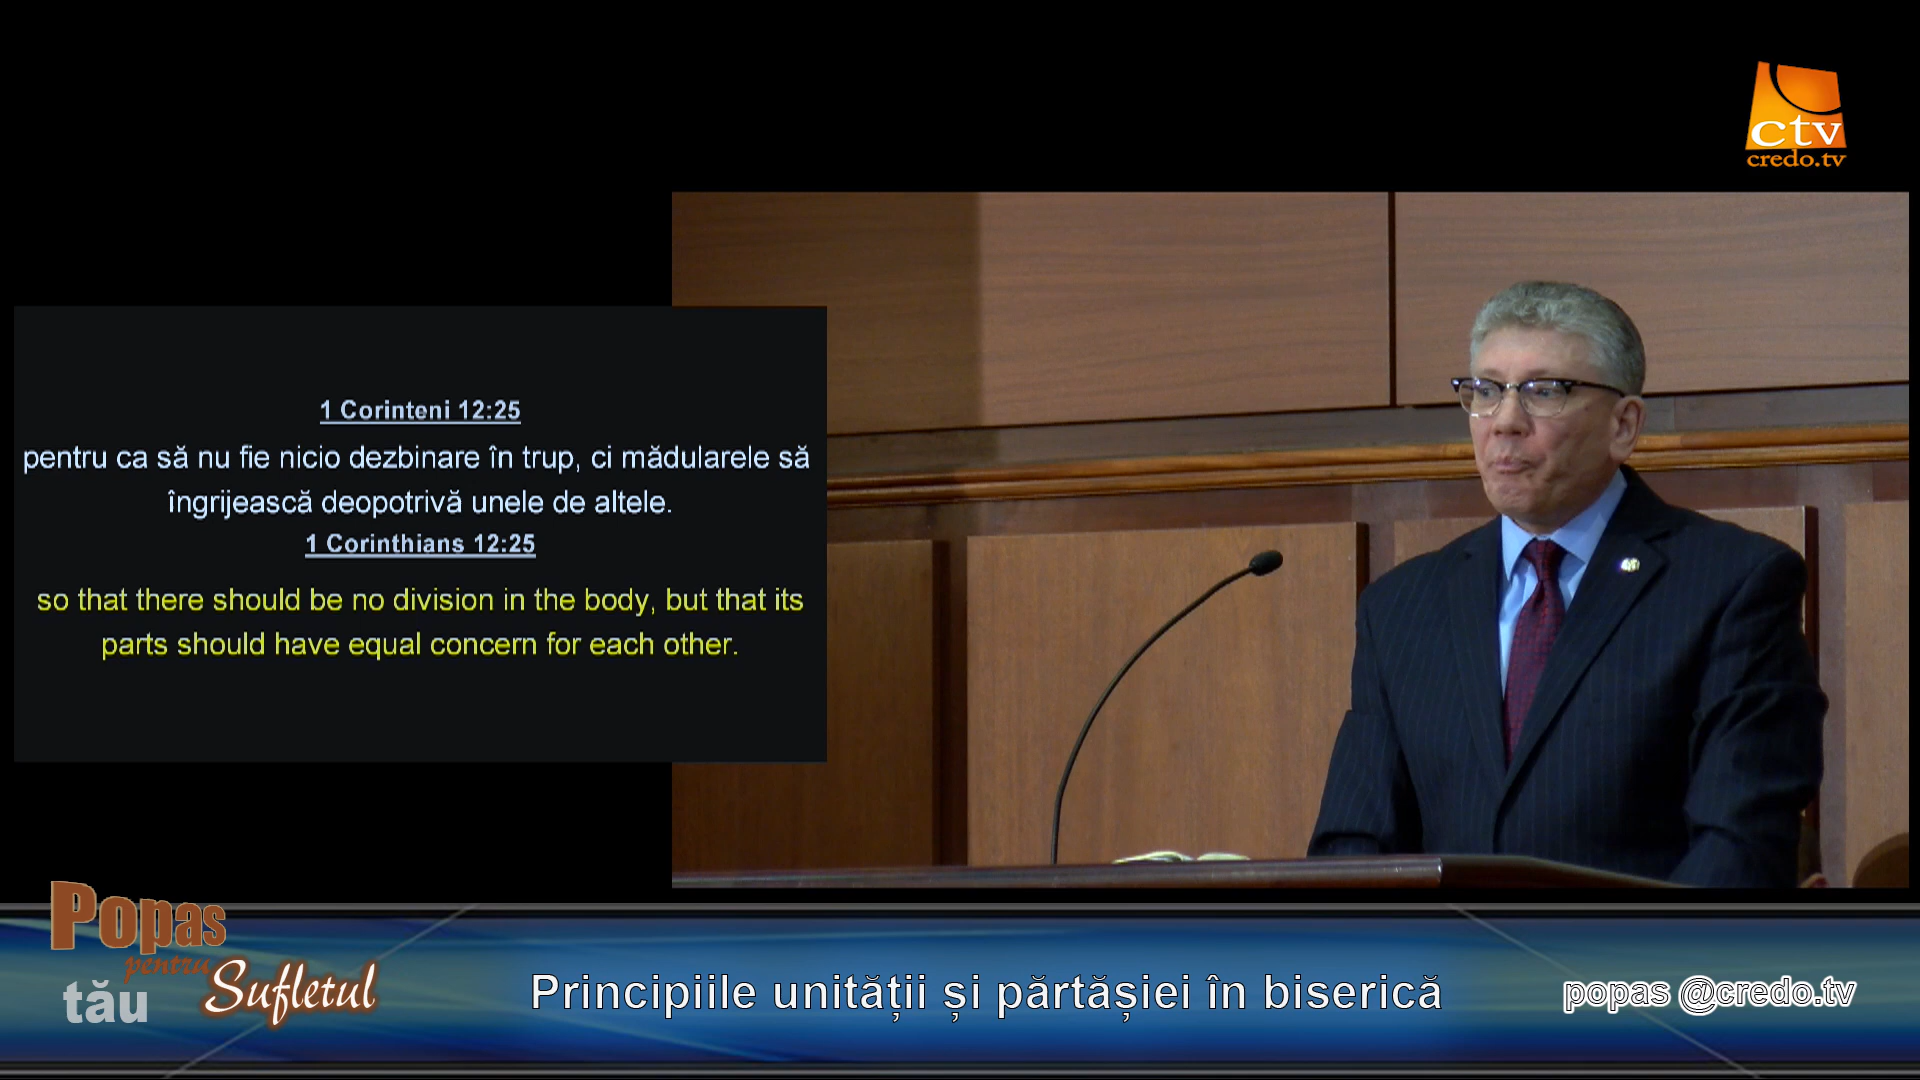 ctv
credo.tv
1 Corinteni 12:25
pentru ca să nu fie nicio dezbinare în trup, ci mădularele să
îngrijească deopotrivă unele de altele.
1 Corinthians 12:25
so that there should be no division in the body, but that its
parts should have equal concern for each other.
Popas
pentru
Sufletul
tău
Principiile unității și părtășiei în biserică
popas @credo.tv